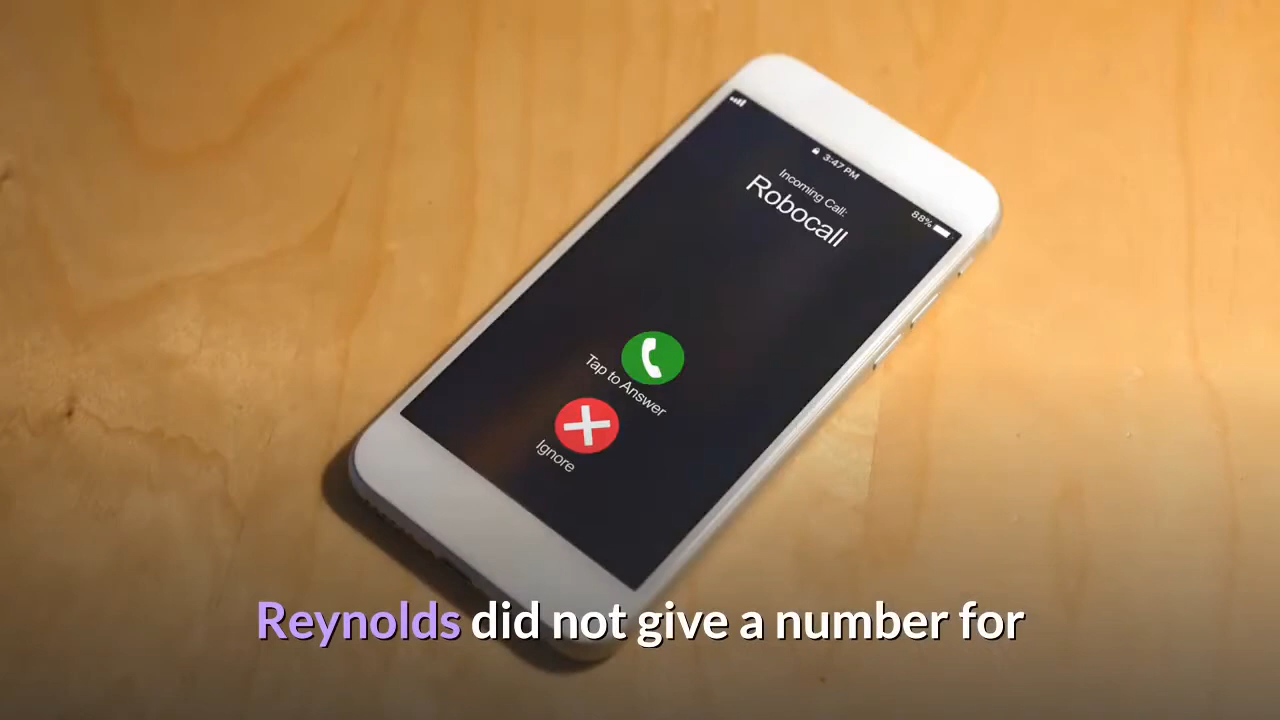 3:47 PM
88%
Incoming Call:
Robocall
Tap to Answer
Ignore
Reynolds did not give a number for